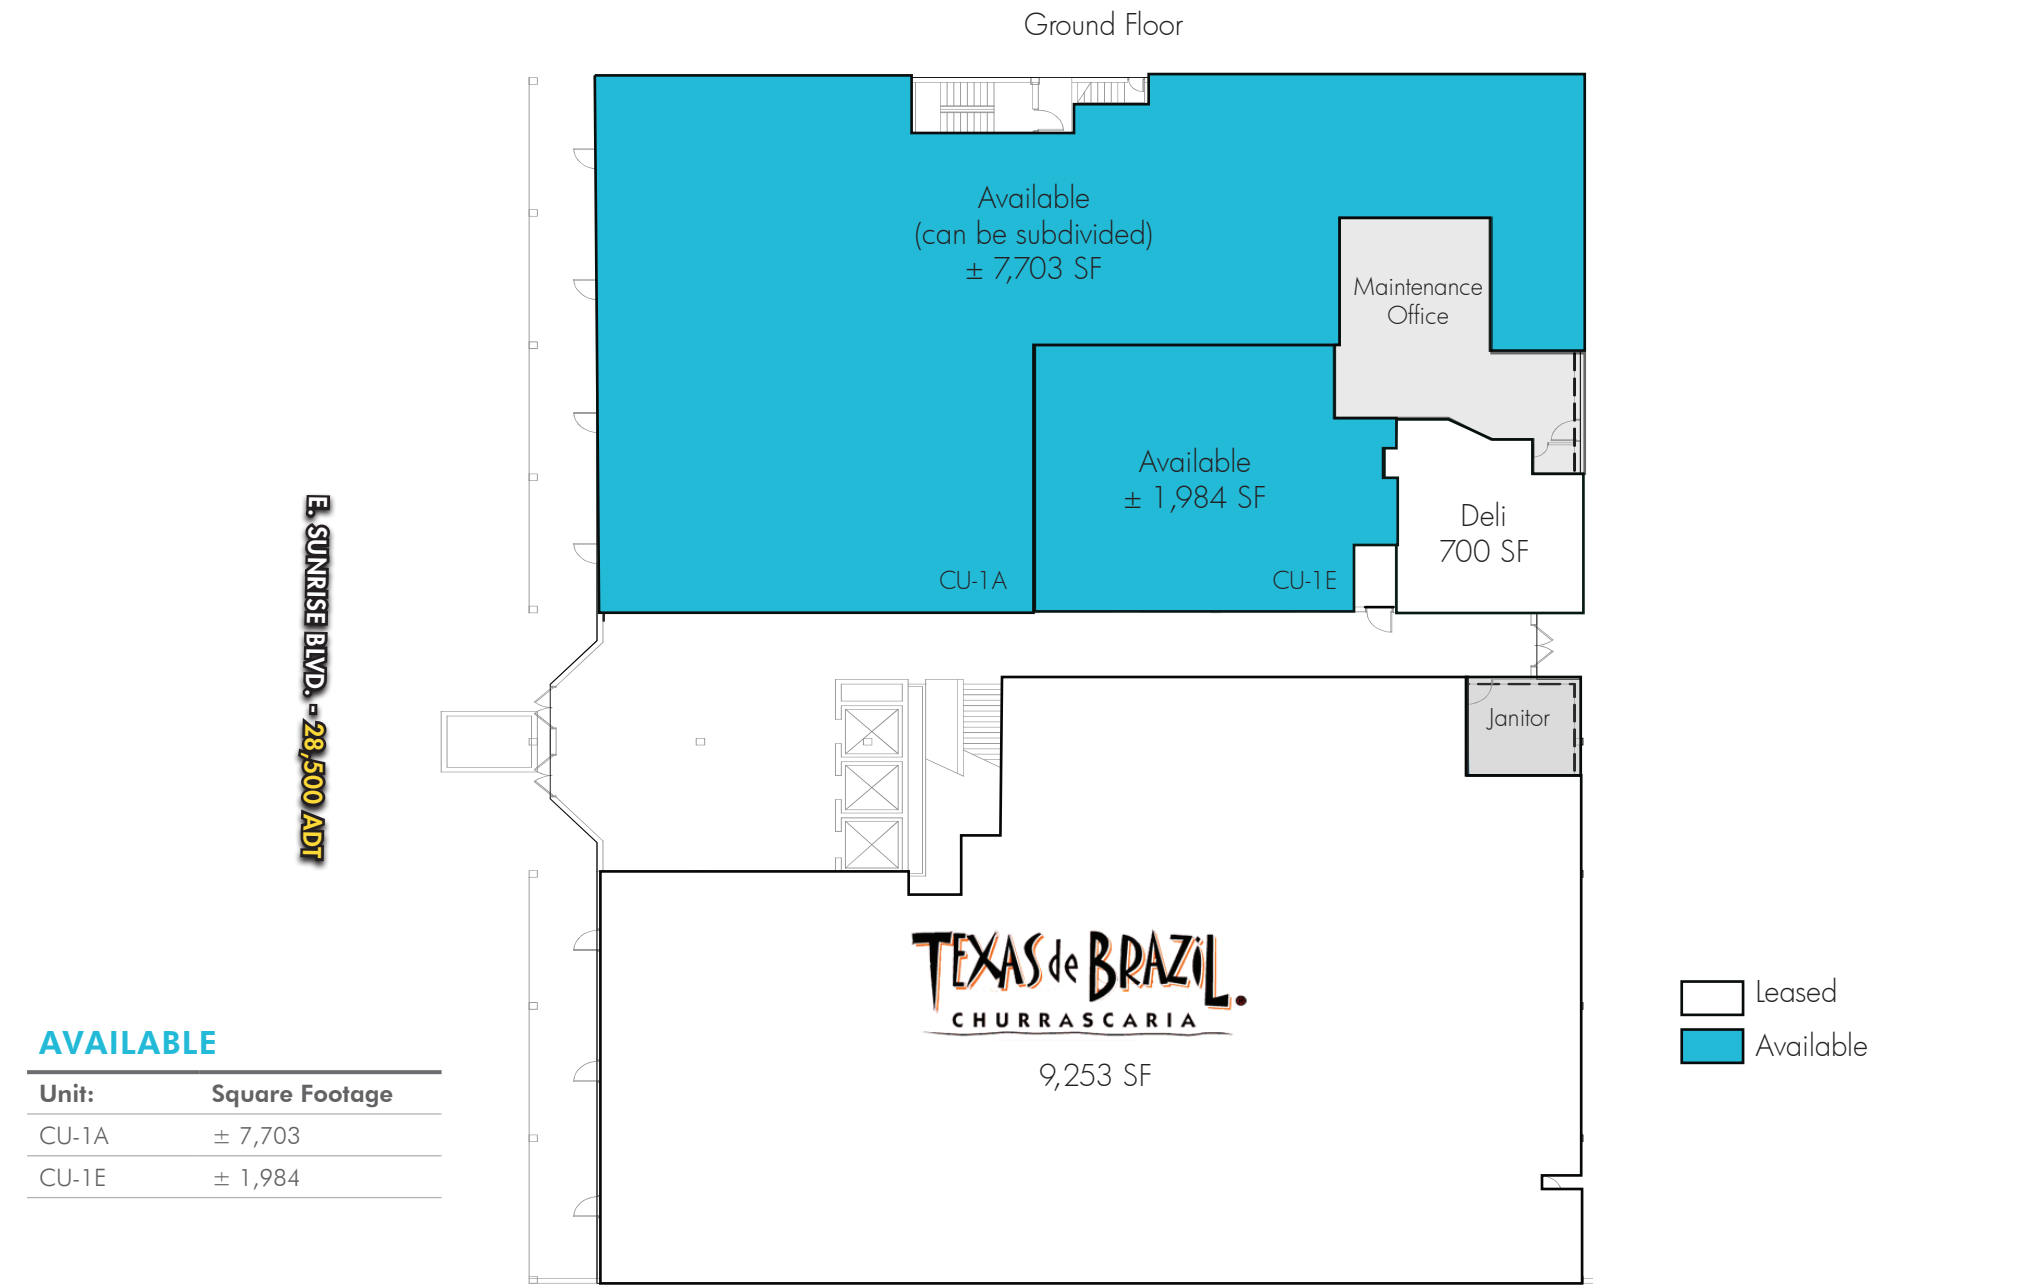 Ground Floor
Available
(can be subdivided)
± 7,703 SF
Maintenance
Office
Available
± 1,984 SF
Deli
700 SF
CU-1A
CU-1E
E. SUNRISE BLVD. - 28,500 ADT
Janitor
TEXAS de BRAZIL.
CHURRASCARIA
9,253 SF
Leased
Available
AVAILABLE
Unit: Square Footage
CU-1A ± 7,703
CU-1E ± 1,984